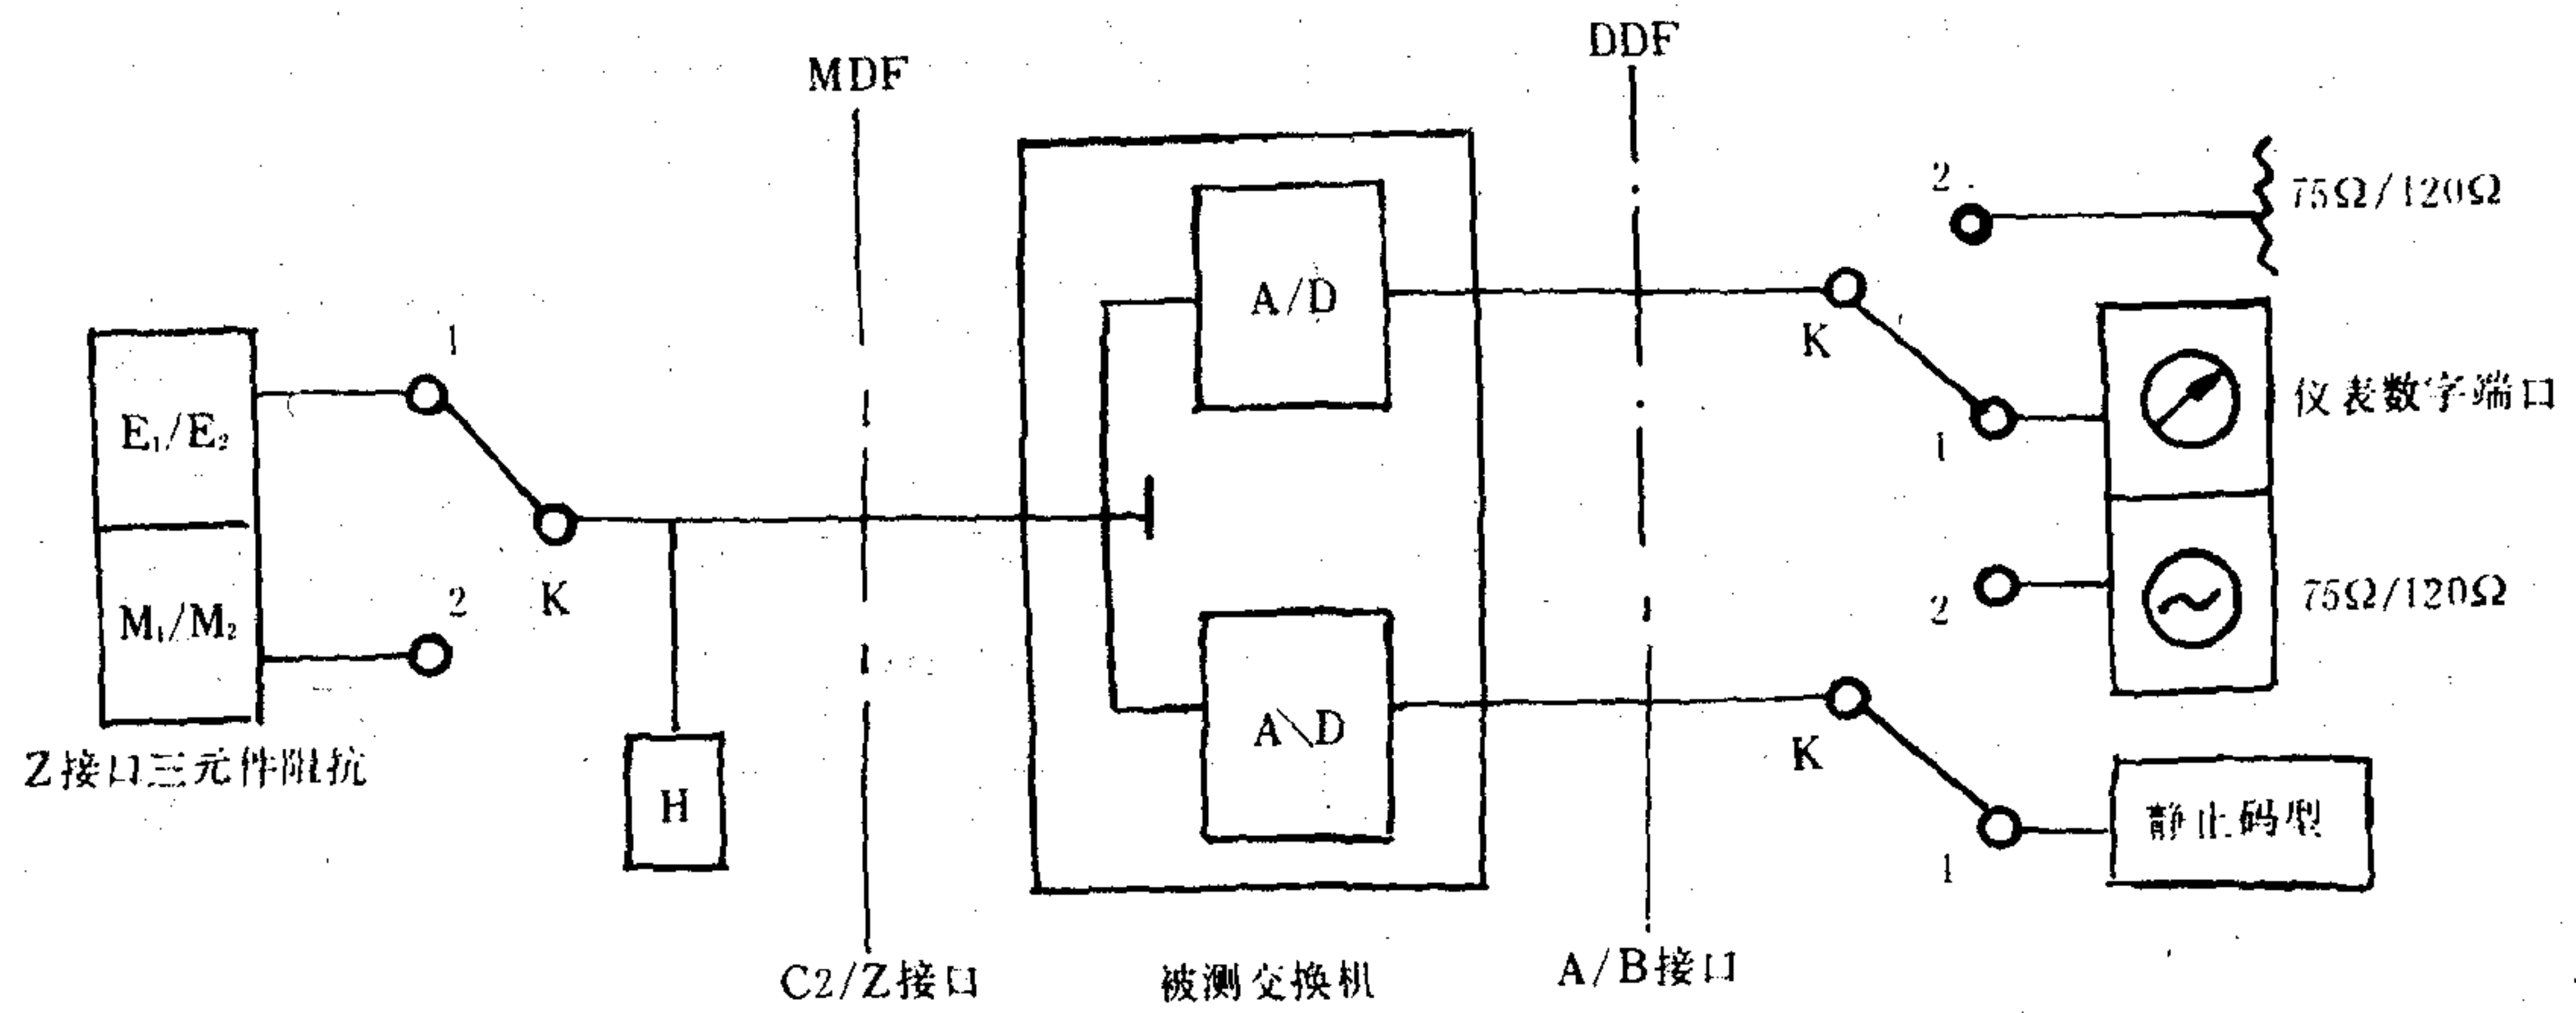 DDF
MDF
2
75Ω/120Ω
A/D
1
K
仪表数字端口
E₁/E₂
1
2
75Ω/120Ω
M₁/M₂
2
K
K
A\D
Z接口三元件阻抗
H
静止码型
1
C2/Z接口
被测交换机
A/B接口